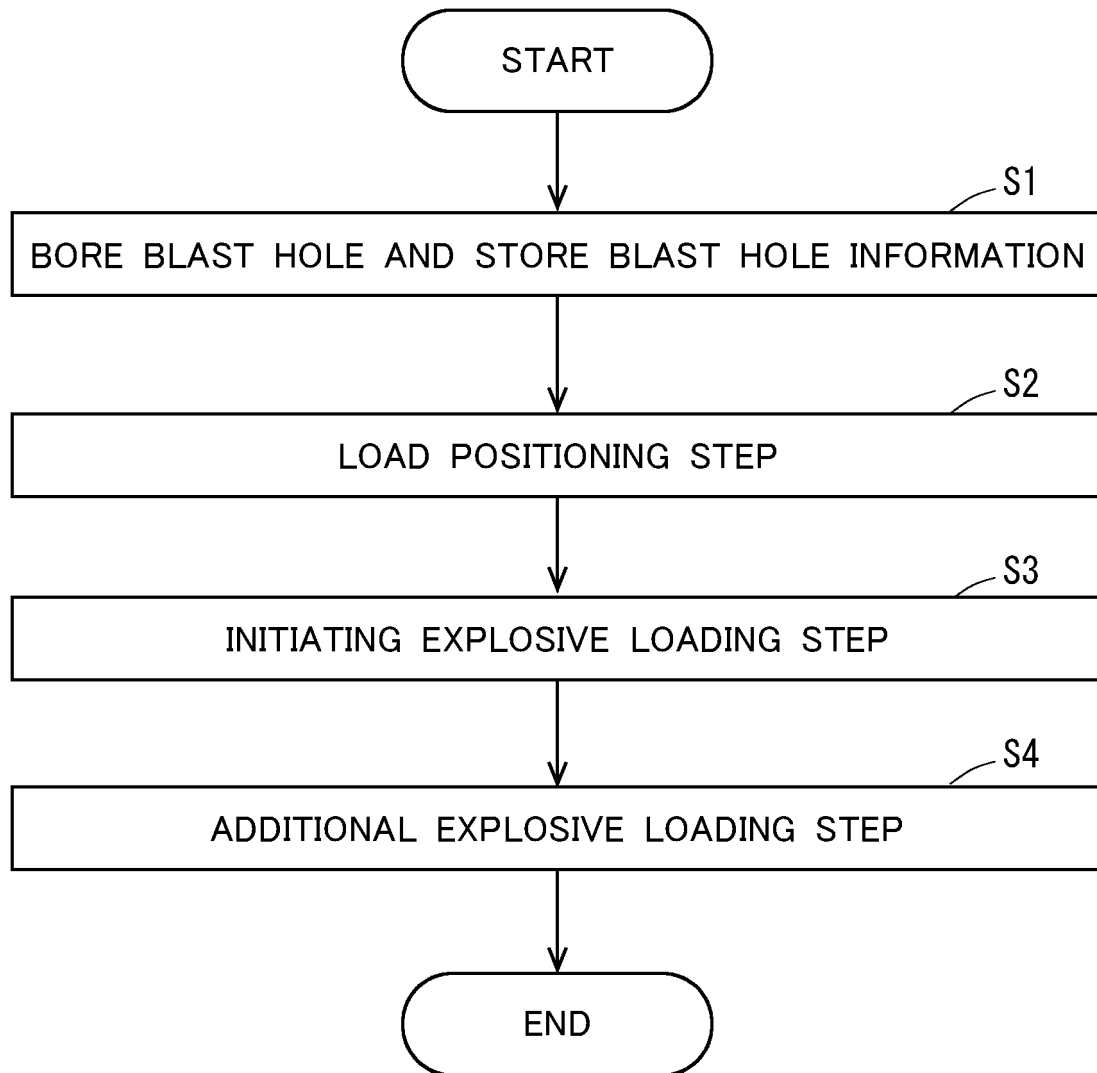 START
S1
BORE BLAST HOLE AND STORE BLAST HOLE INFORMATION
S2
LOAD POSITIONING STEP
S3
INITIATING EXPLOSIVE LOADING STEP
S4
ADDITIONAL EXPLOSIVE LOADING STEP
END